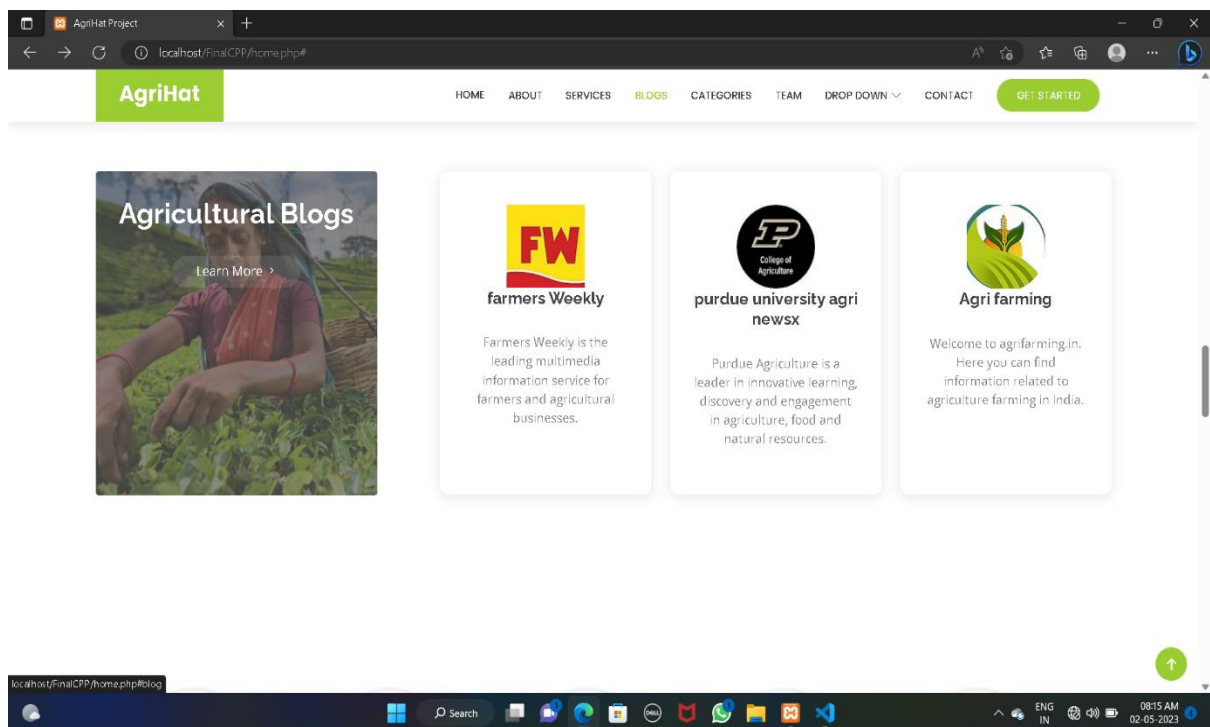 AgriHat Project
localhost/FinalCPP/home.php#
AgriHat
HOME ABOUT SERVICES BLOGS CATEGORIES TEAM DROP DOWN CONTACT GET STARTED
Agricultural Blogs
Learn More
FW
farmers Weekly
Farmers Weekly is the
leading multimedia
information service for
farmers and agricultural
businesses.
P
College of
Agriculture
purdue university agri
newsx
Purdue Agriculture is a
leader in innovative learning,
discovery and engagement
in agriculture, food and
natural resources.
Agri farming
Welcome to agrifarming.in.
Here you can find
information related to
agriculture farming in India.
localhost/FinalCPP/home.php#blog
Search
DELL
ENG
IN
08:15 AM
02-05-2023